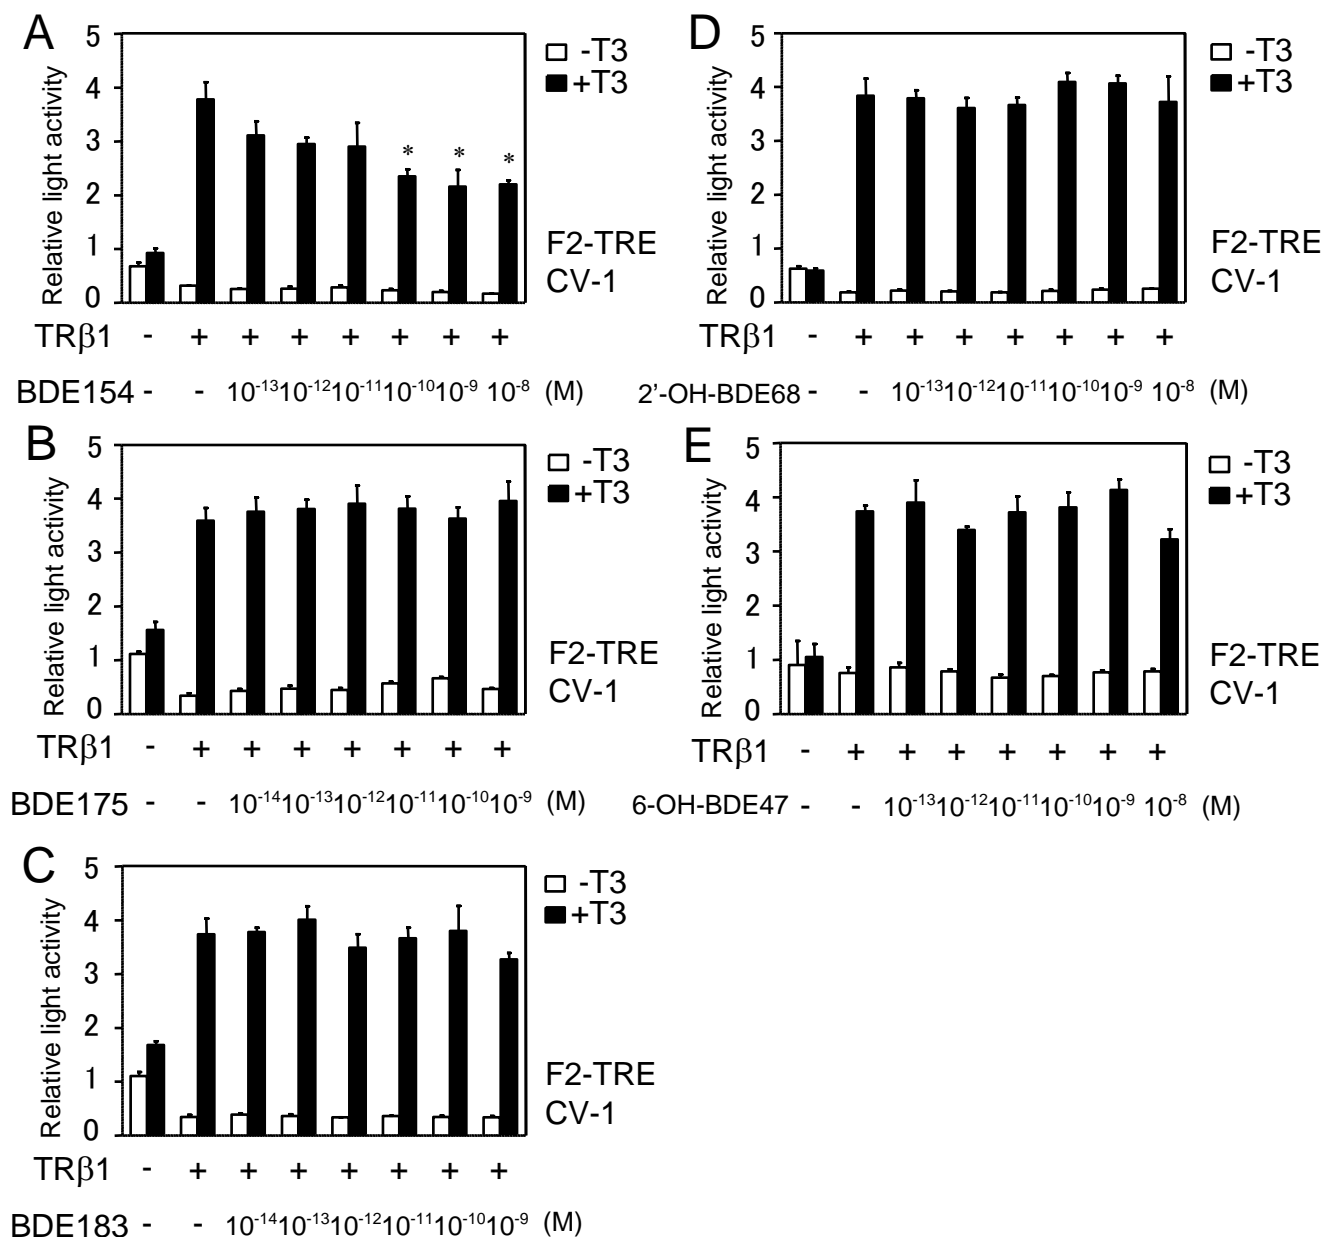 A
Relative light activity
5
4
3
2
1
0
* * *
-T3
+T3
F2-TRE
CV-1
TRβ1 - + + + + + + +
BDE154 - - 10⁻¹³ 10⁻¹² 10⁻¹¹ 10⁻¹⁰ 10⁻⁹ 10⁻⁸ (M)
B
Relative light activity
5
4
3
2
1
0
-T3
+T3
F2-TRE
CV-1
TRβ1 - + + + + + + +
BDE175 - - 10⁻¹⁴ 10⁻¹³ 10⁻¹² 10⁻¹¹ 10⁻¹⁰ 10⁻⁹ (M)
C
Relative light activity
5
4
3
2
1
0
-T3
+T3
F2-TRE
CV-1
TRβ1 - + + + + + + +
BDE183 - - 10⁻¹⁴ 10⁻¹³ 10⁻¹² 10⁻¹¹ 10⁻¹⁰ 10⁻⁹ (M)
D
Relative light activity
5
4
3
2
1
0
-T3
+T3
F2-TRE
CV-1
TRβ1 - + + + + + + +
2'-OH-BDE68 - - 10⁻¹³ 10⁻¹² 10⁻¹¹ 10⁻¹⁰ 10⁻⁹ 10⁻⁸ (M)
E
Relative light activity
5
4
3
2
1
0
-T3
+T3
F2-TRE
CV-1
TRβ1 - + + + + + + +
6-OH-BDE47 - - 10⁻¹³ 10⁻¹² 10⁻¹¹ 10⁻¹⁰ 10⁻⁹ 10⁻⁸ (M)